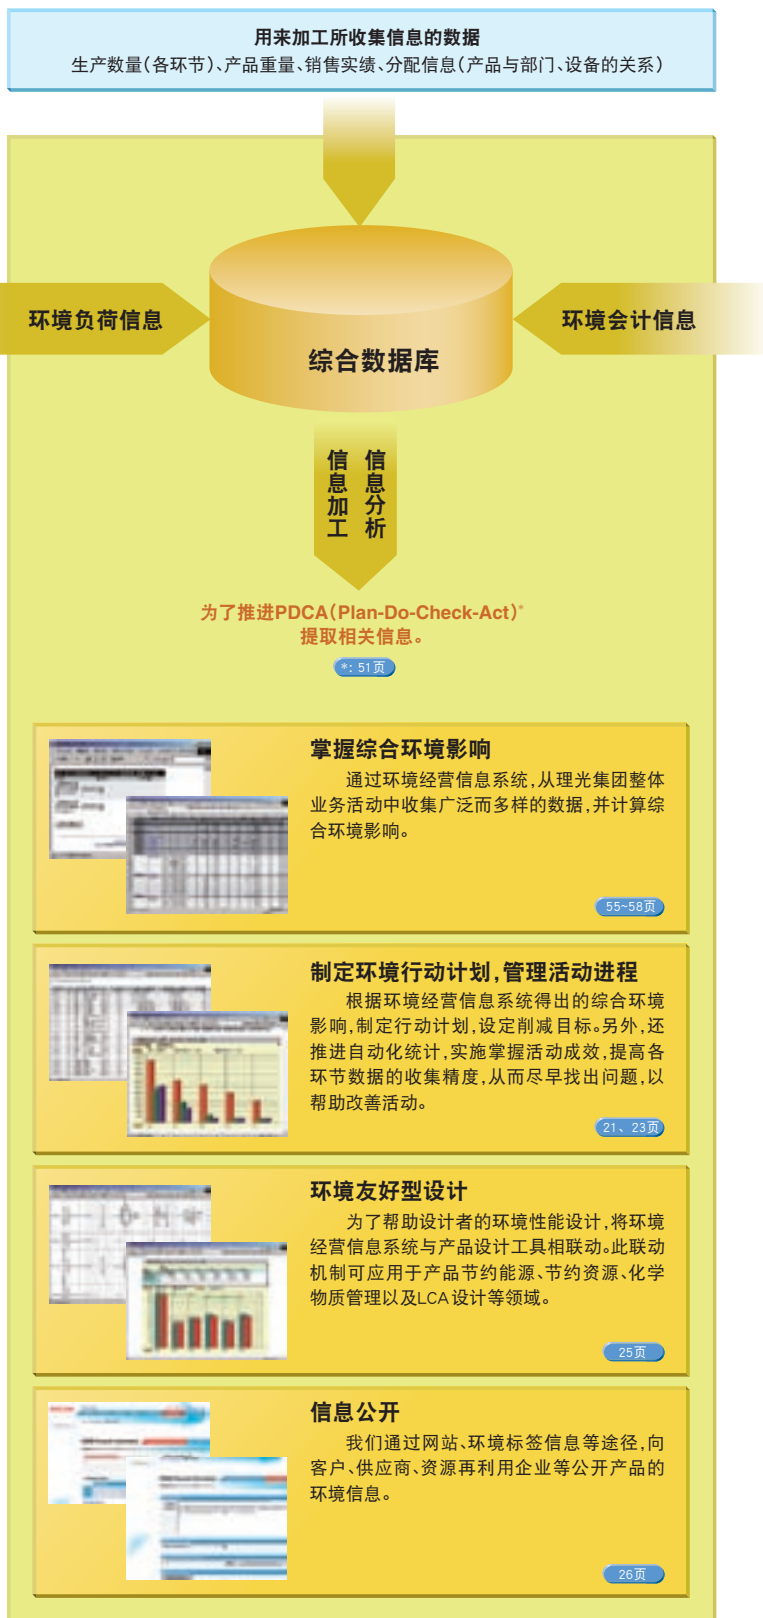 用来加工所收集信息的数据
生产数量(各环节)、产品重量、销售实绩、分配信息(产品与部门、设备的关系)
环境负荷信息
环境会计信息
综合数据库
信息加工
信息分析
为了推进PDCA(Plan-Do-Check-Act)*
提取相关信息。
*: 51页
掌握综合环境影响
通过环境经营信息系统,从理光集团整体
业务活动中收集广泛而多样的数据,并计算综
合环境影响。
55~58页
制定环境行动计划,管理活动进程
根据环境经营信息系统得出的综合环境
影响,制定行动计划,设定削减目标。另外,还
推进自动化统计,实施掌握活动成效,提高各
环节数据的收集精度,从而尽早找出问题,以
帮助改善活动。
21、23页
环境友好型设计
为了帮助设计者的环境性能设计,将环境
经营信息系统与产品设计工具相联动。此联动
机制可应用于产品节约能源、节约资源、化学
物质管理以及LCA设计等领域。
25页
信息公开
我们通过网站、环境标签信息等途径,向
客户、供应商、资源再利用企业等公开产品的
环境信息。
26页